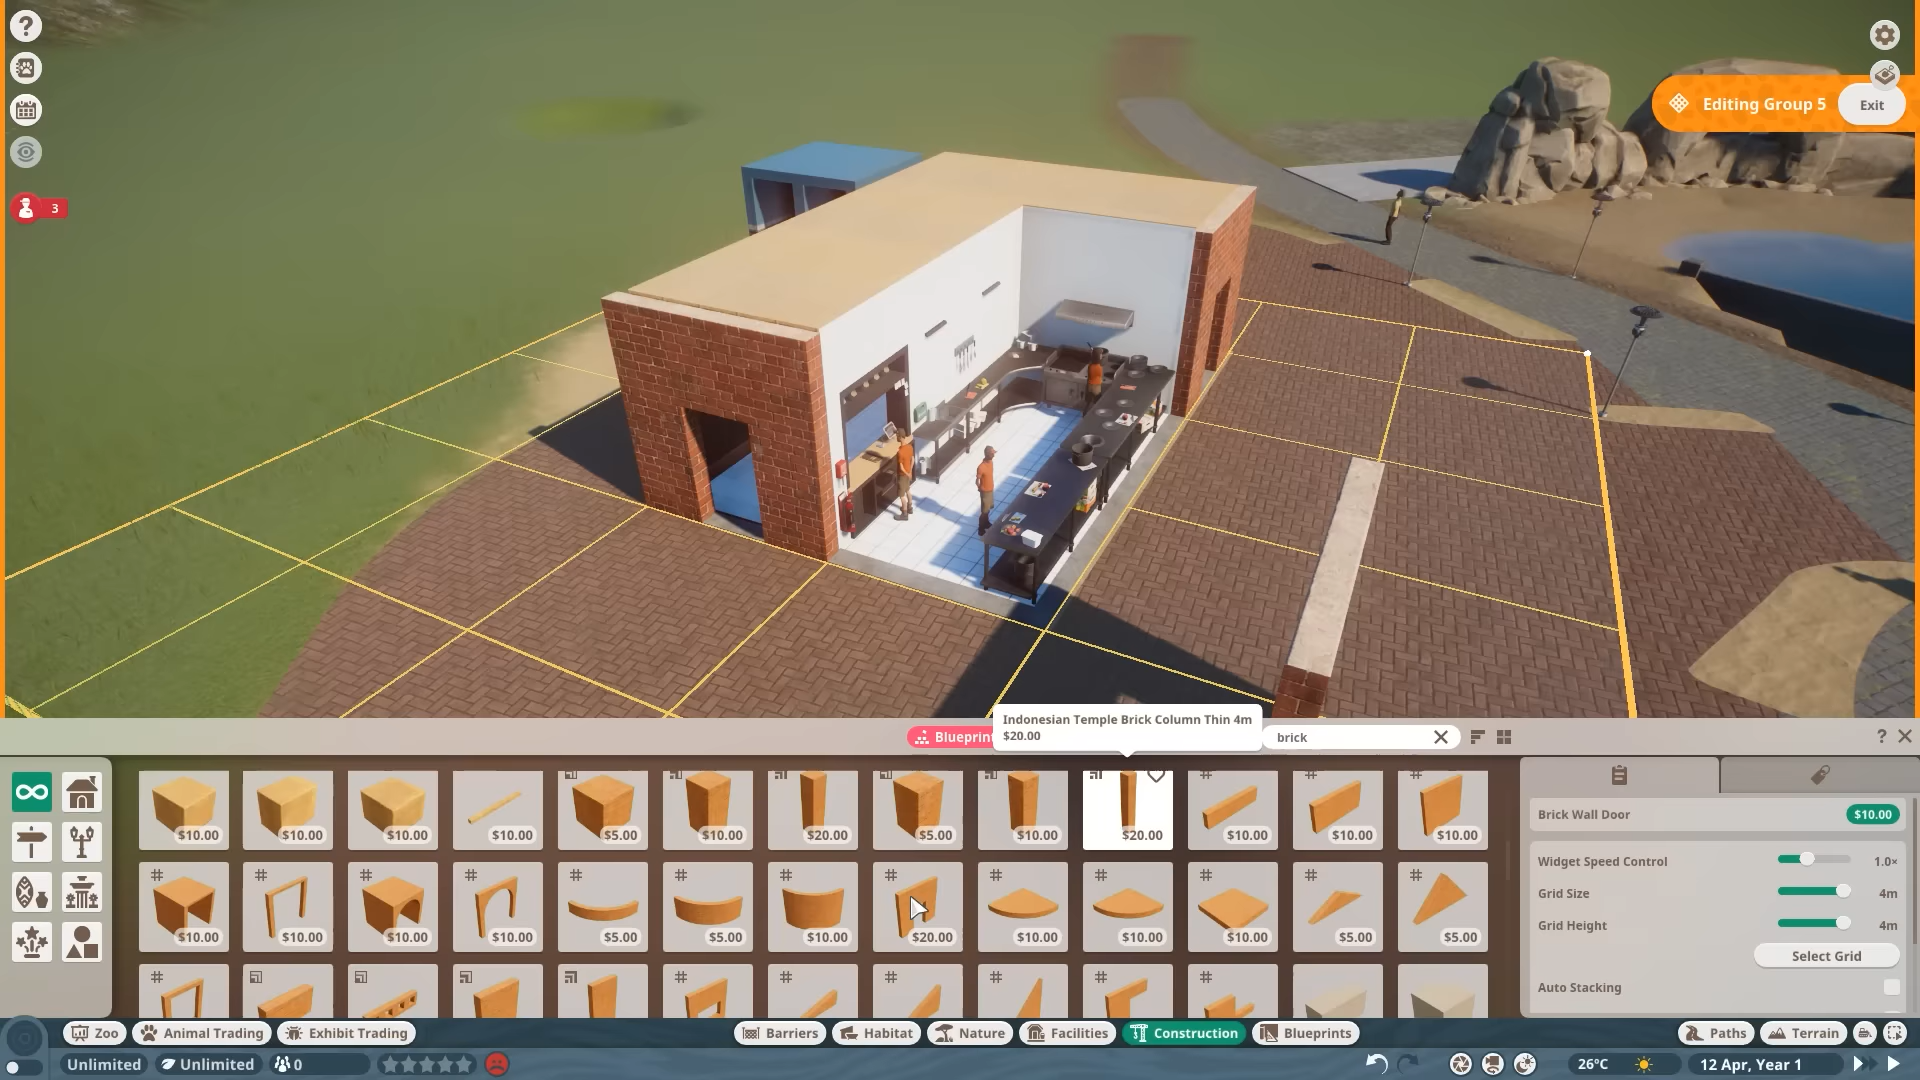 ?
Editing Group 5
Exit
3
Indonesian Temple Brick Column Thin 4m
$20.00
Blueprin
brick
?
$10.00
$10.00
$10.00
$10.00
$5.00
$10.00
$20.00
$5.00
$10.00
$20.00
$10.00
$10.00
$10.00
$10.00
$10.00
$10.00
$10.00
$5.00
$5.00
$10.00
$20.00
$10.00
$10.00
$10.00
$5.00
$5.00
Brick Wall Door
$10.00
Widget Speed Control
1.0×
Grid Size
4m
Grid Height
4m
Select Grid
Auto Stacking
Zoo
Animal Trading
Exhibit Trading
Barriers
Habitat
Nature
Facilities
Construction
Blueprints
Paths
Terrain
Unlimited
Unlimited
0
26°C
12 Apr, Year 1